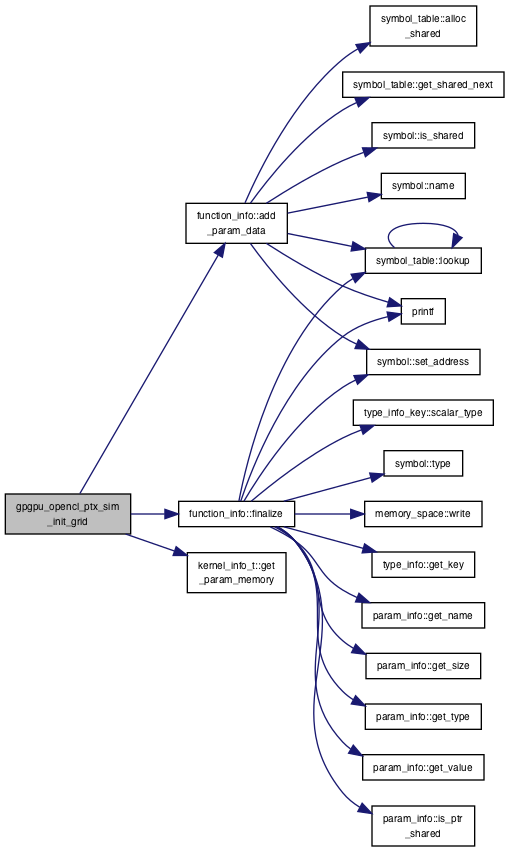 symbol_table::alloc
_shared
symbol_table::get_shared_next
symbol::is_shared
symbol::name
function_info::add
_param_data
symbol_table::lookup
printf
symbol::set_address
type_info_key::scalar_type
symbol::type
gpgpu_opencl_ptx_sim
_init_grid
function_info::finalize
memory_space::write
kernel_info_t::get
_param_memory
type_info::get_key
param_info::get_name
param_info::get_size
param_info::get_type
param_info::get_value
param_info::is_ptr
_shared